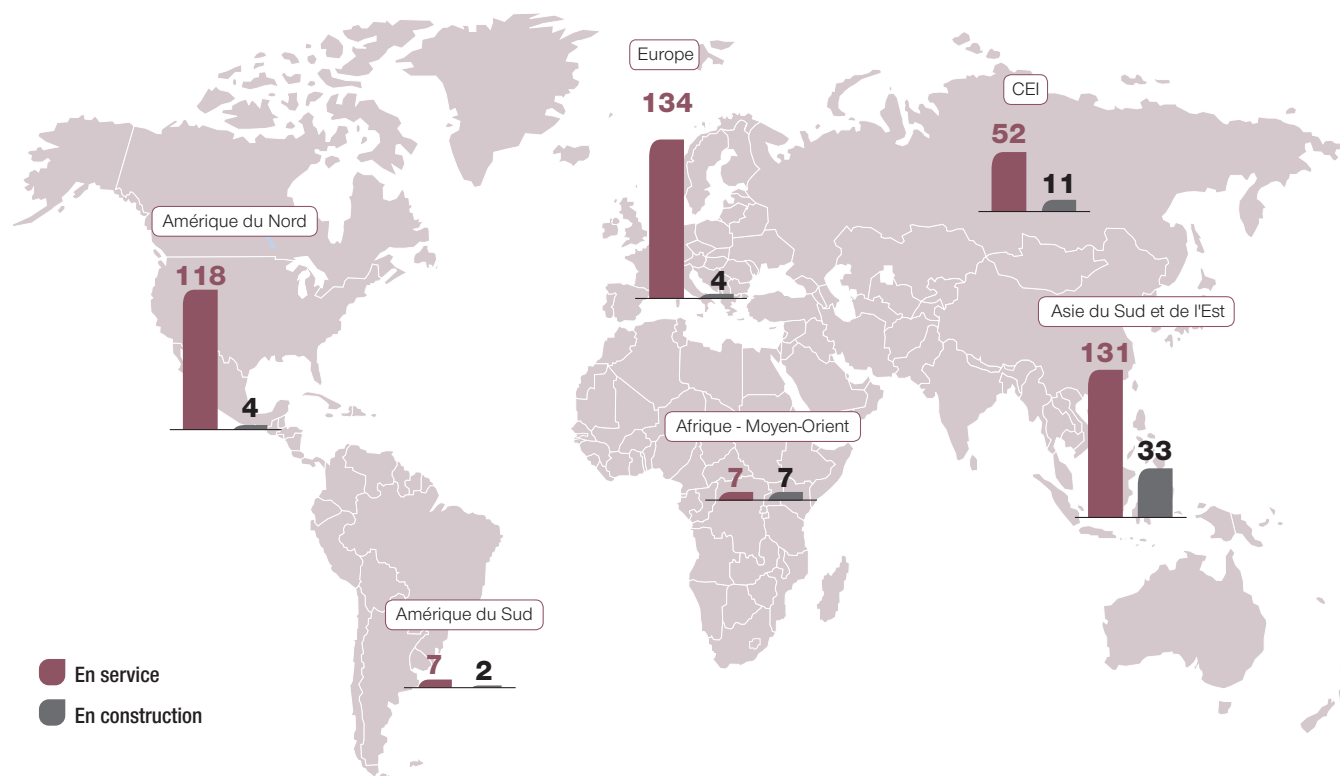 Europe
134
4
CEI
52
11
Amérique du Nord
118
4
Asie du Sud et de l'Est
131
33
Afrique - Moyen-Orient
7
7
Amérique du Sud
7
2
En service
En construction